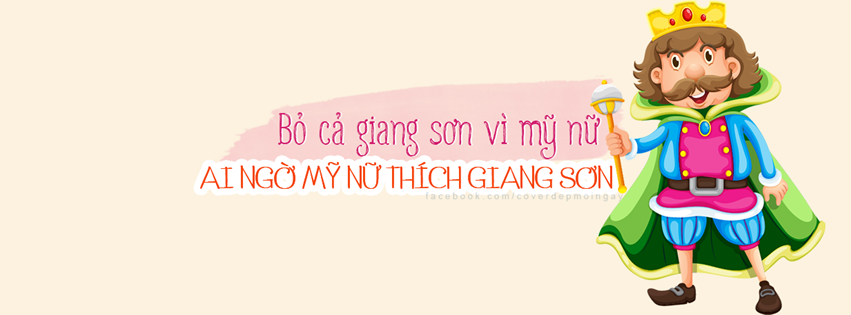 Bỏ cả giang sơn vì mỹ nữ
AI NGỜ MỸ NỮ THÍCH GIANG SƠN
facebook.com/coverdepmoingay